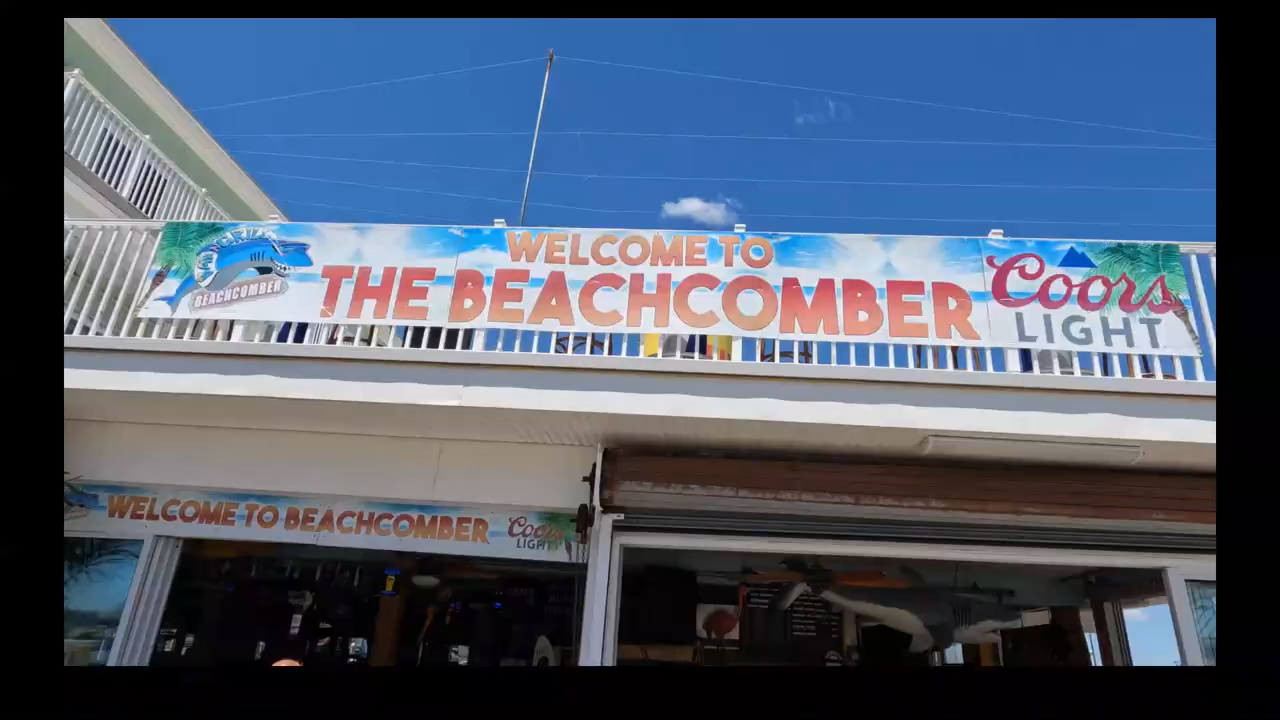 WELCOME TO
THE BEACHCOMBER
BEACHCOMBER
Coors
LIGHT
WELCOME TO BEACHCOMBER
Coors
LIGHT